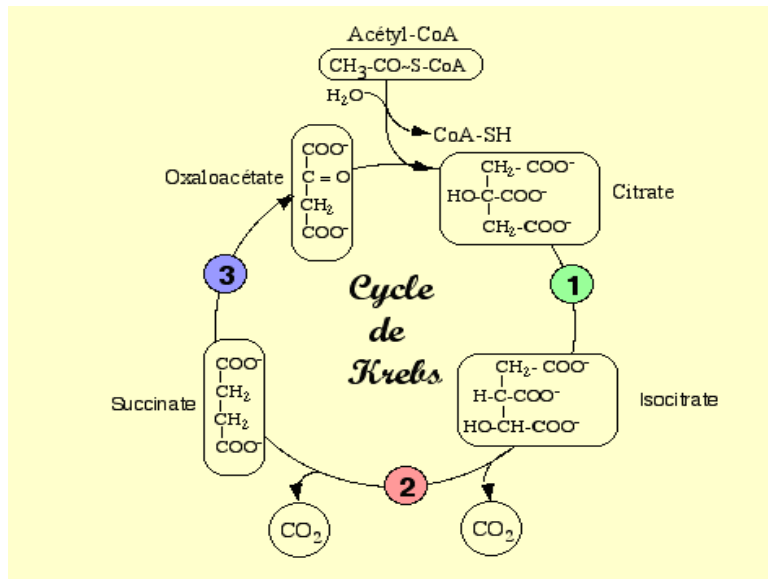 Acétyl-CoA
CH3-CO~S-CoA
H2O
CoA-SH
Oxaloacétate
COO-
C = O
CH2
COO-
CH2- COO-
HO-C-COO-
CH2-COO-
Citrate
3
1
Cycle
de
Krebs
Succinate
COO-
CH2
CH2
COO-
CH2- COO-
H-C-COO-
HO-CH-COO-
Isocitrate
2
CO2
CO2